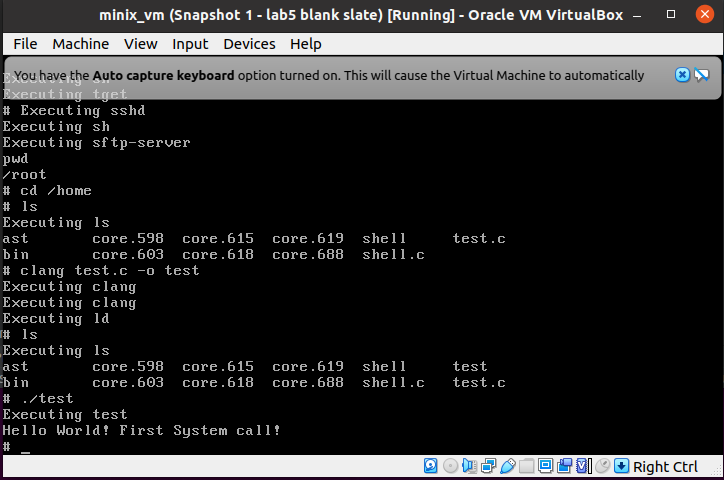 minix_vm (Snapshot 1 - lab5 blank slate) [Running] - Oracle VM VirtualBox
File Machine View Input Devices Help
You have the Auto capture keyboard option turned on. This will cause the Virtual Machine to automatically
Executing tget
# Executing sshd
Executing sh
Executing sftp-server
pwd
/root
# cd /home
# ls
Executing ls
ast core.598 core.615 core.619 shell test.c
bin core.603 core.618 core.688 shell.c
# clang test.c -o test
Executing clang
Executing clang
Executing ld
# ls
Executing ls
ast core.598 core.615 core.619 shell test
bin core.603 core.618 core.688 shell.c test.c
# ./test
Executing test
Hello World! First System call!
# _
Right Ctrl